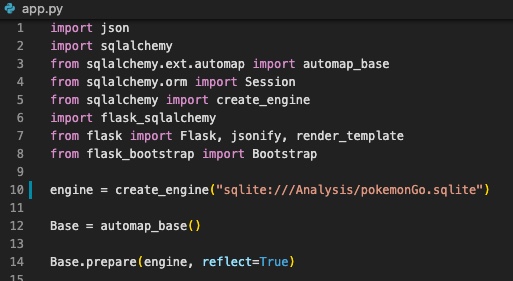 app.py
1 import json
2 import sqlalchemy
3 from sqlalchemy.ext.automap import automap_base
4 from sqlalchemy.orm import Session
5 from sqlalchemy import create_engine
6 import flask_sqlalchemy
7 from flask import Flask, jsonify, render_template
8 from flask_bootstrap import Bootstrap
9
10 engine = create_engine("sqlite:///Analysis/pokemonGo.sqlite")
11
12 Base = automap_base()
13
14 Base.prepare(engine, reflect=True)
15